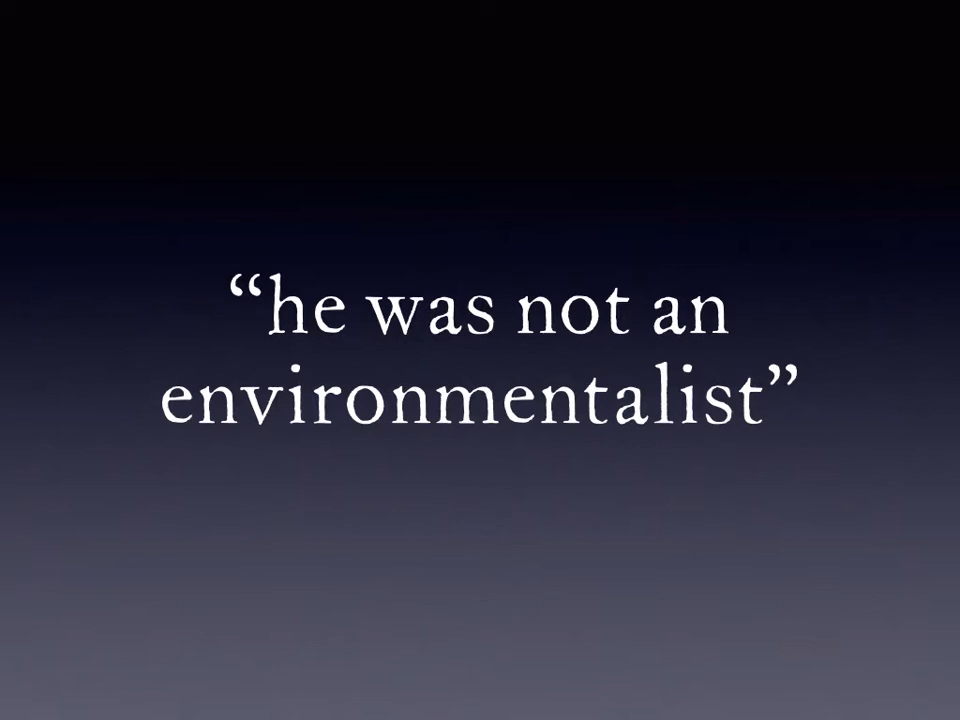 “he was not an
environmentalist”